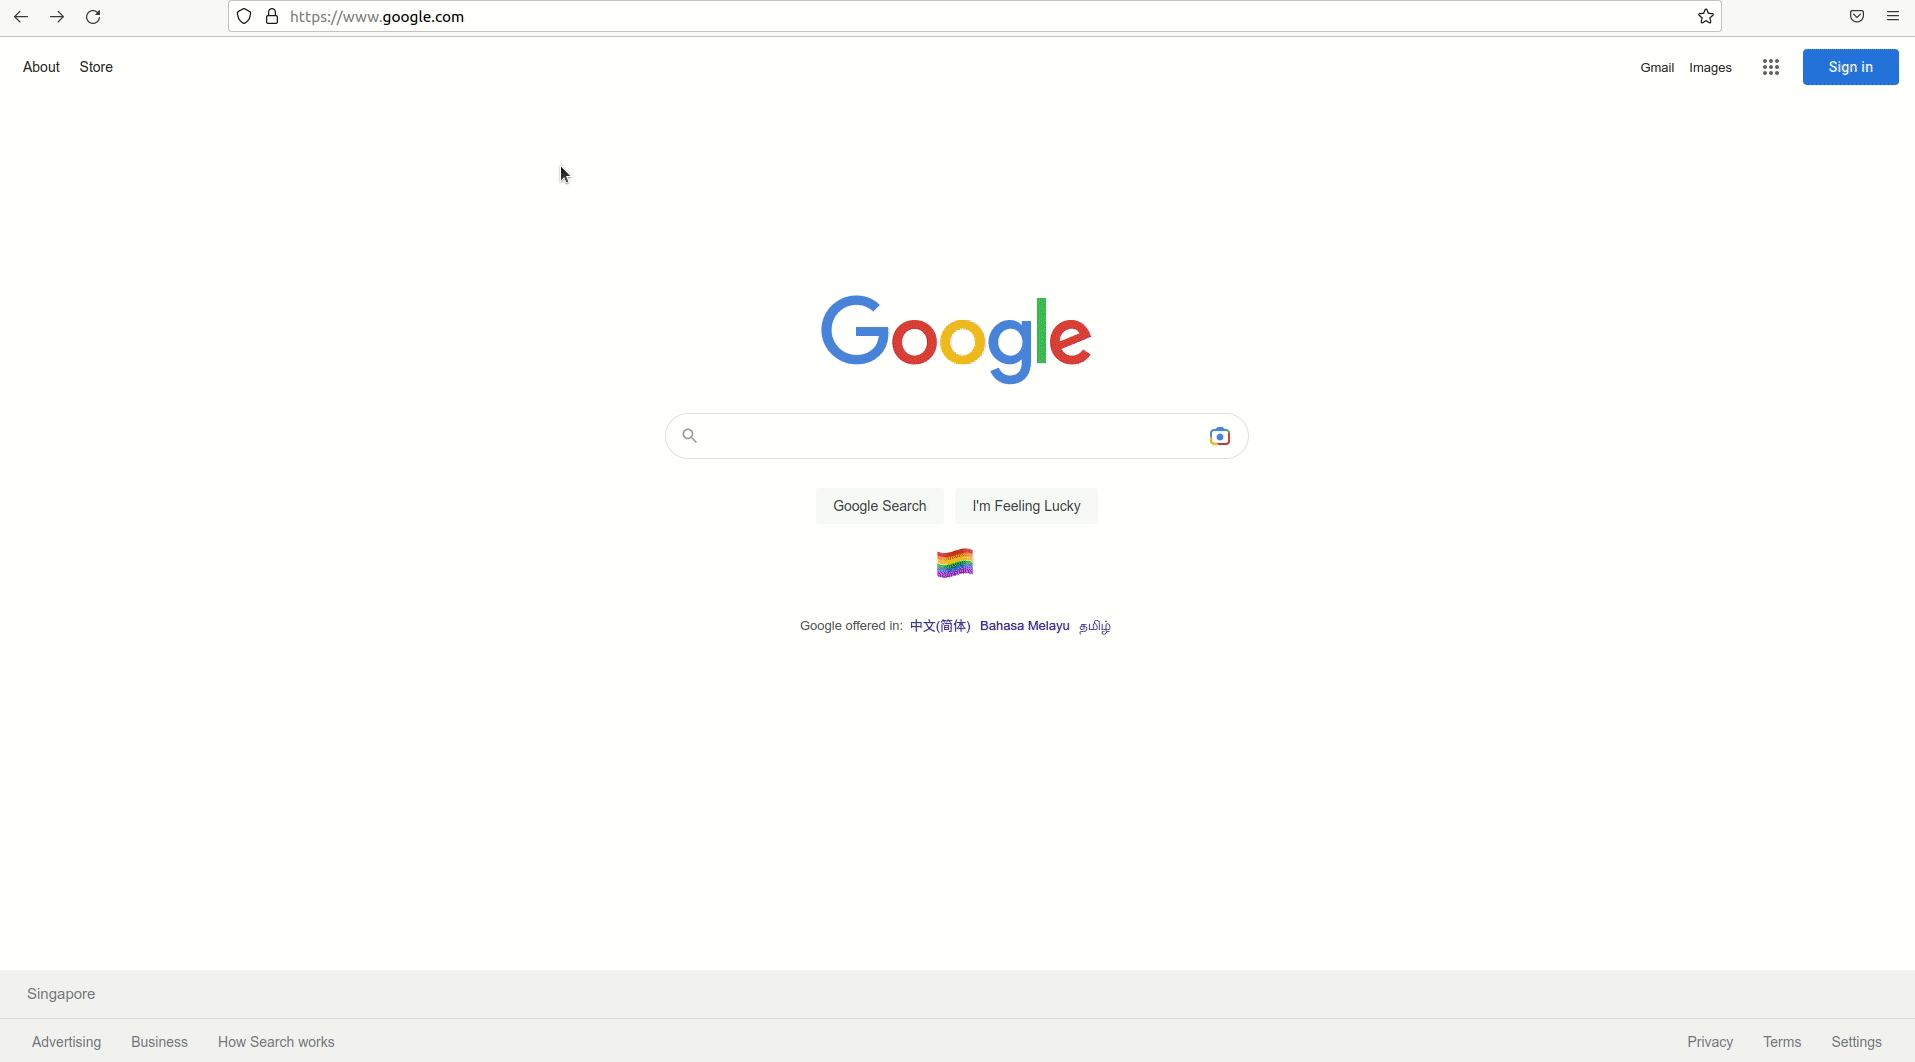 https://www.google.com
About Store
Gmail Images Sign in
Google
Google Search I'm Feeling Lucky
Google offered in: 中文(简体) Bahasa Melayu தமிழ்
Singapore
Advertising Business How Search works
Privacy Terms Settings